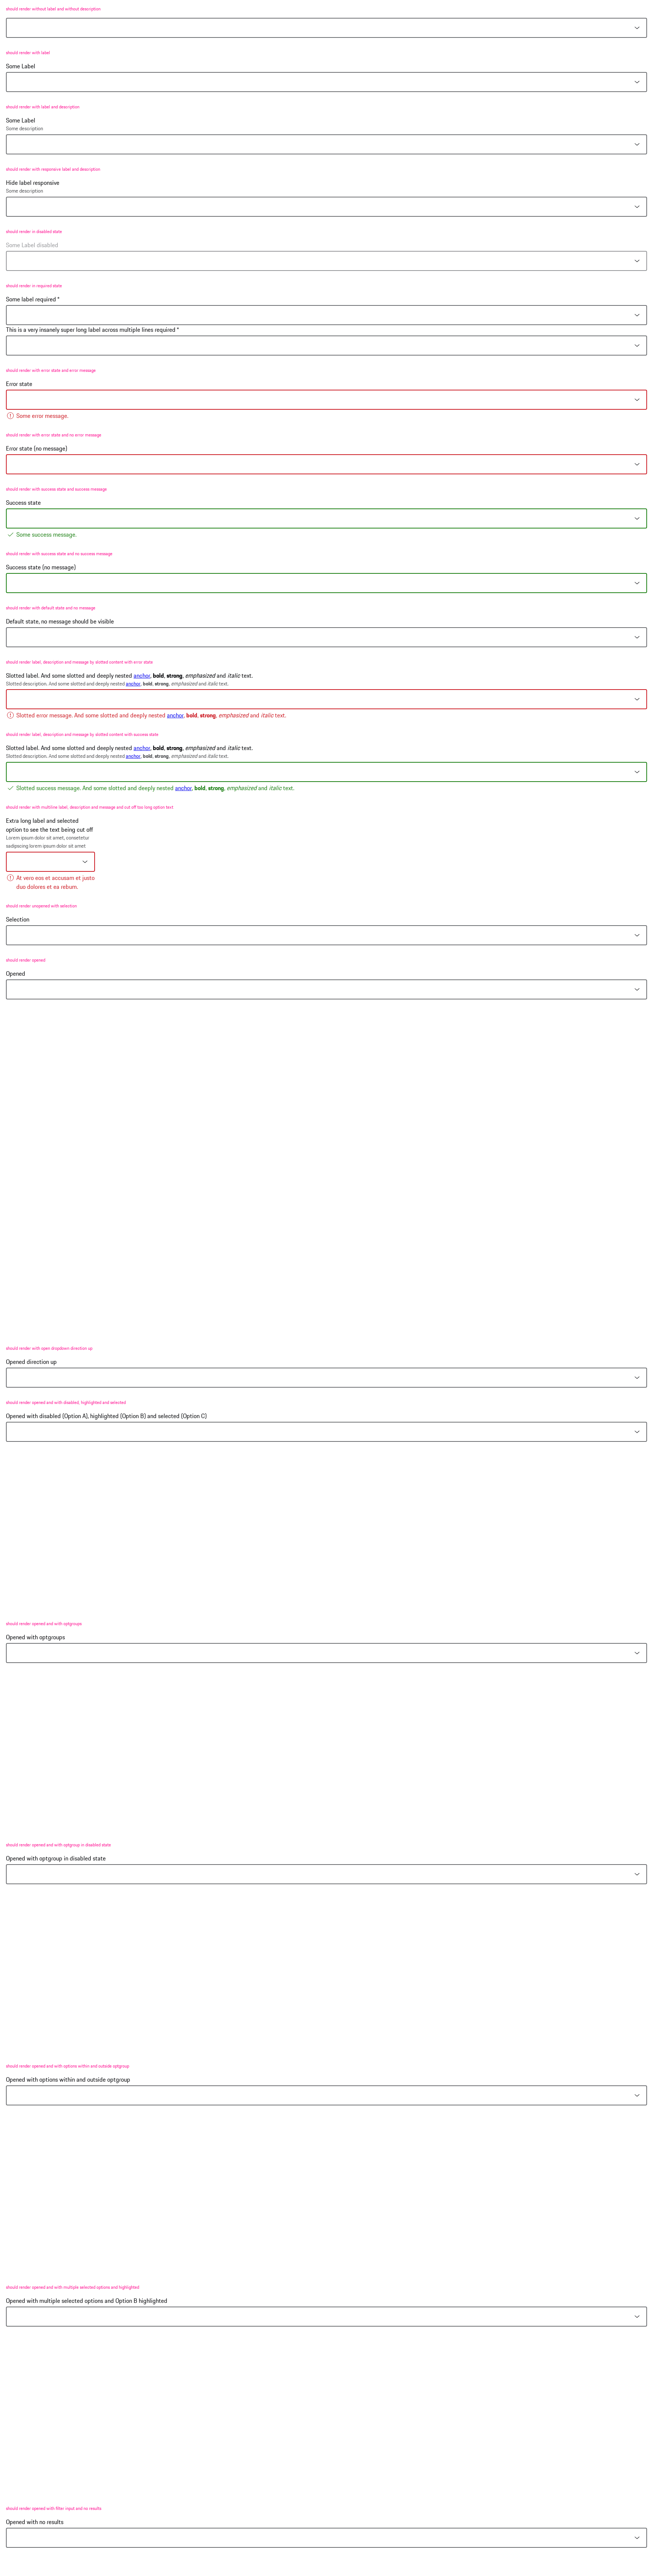 should render without label and without description
should render with label
Some Label
should render with label and description
Some Label
Some description
should render with responsive label and description
Hide label responsive
Some description
should render in disabled state
Some Label disabled
should render in required state
Some label required *
This is a very insanely super long label across multiple lines required *
should render with error state and error message
Error state
Some error message.
should render with error state and no error message
Error state (no message)
should render with success state and success message
Success state
Some success message.
should render with success state and no success message
Success state (no message)
should render with default state and no message
Default state, no message should be visible
should render label, description and message by slotted content with error state
Slotted label. And some slotted and deeply nested anchor, bold, strong, emphasized and italic text.
Slotted description. And some slotted and deeply nested anchor, bold, strong, emphasized and italic text.
Slotted error message. And some slotted and deeply nested anchor, bold, strong, emphasized and italic text.
should render label, description and message by slotted content with success state
Slotted label. And some slotted and deeply nested anchor, bold, strong, emphasized and italic text.
Slotted description. And some slotted and deeply nested anchor, bold, strong, emphasized and italic text.
Slotted success message. And some slotted and deeply nested anchor, bold, strong, emphasized and italic text.
should render with multiline label, description and message and cut off too long option text
Extra long label and selected
option to see the text being cut off
Lorem ipsum dolor sit amet, consetetur
sadipscing lorem ipsum dolor sit amet
At vero eos et accusam et justo
duo dolores et ea rebum.
should render unopened with selection
Selection
should render opened
Opened
should render with open dropdown direction up
Opened direction up
should render opened and with disabled, highlighted and selected
Opened with disabled (Option A), highlighted (Option B) and selected (Option C)
should render opened and with optgroups
Opened with optgroups
should render opened and with optgroup in disabled state
Opened with optgroup in disabled state
should render opened and with options within and outside optgroup
Opened with options within and outside optgroup
should render opened and with multiple selected options and highlighted
Opened with multiple selected options and Option B highlighted
should render opened with filter input and no results
Opened with no results